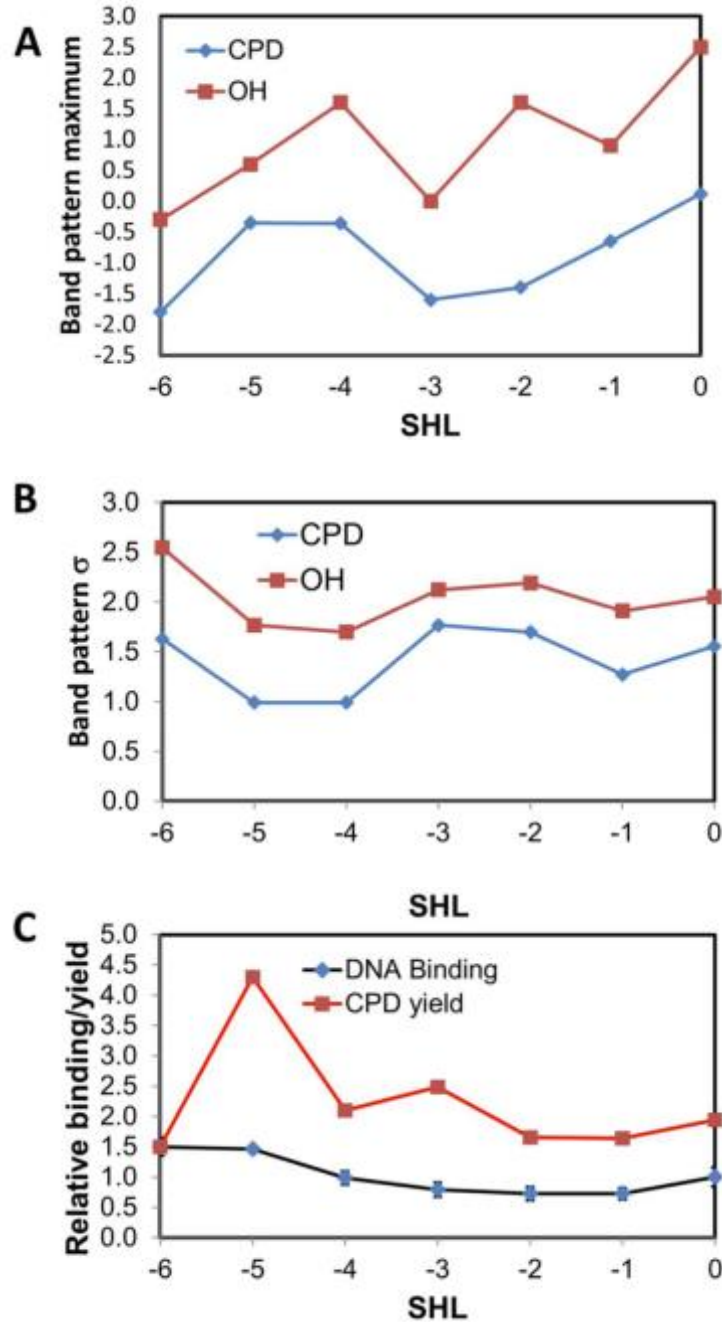 A
Band pattern maximum
3.0
2.5
2.0
1.5
1.0
0.5
0.0
-0.5
-1.0
-1.5
-2.0
-2.5
CPD
OH
-6 -5 -4 -3 -2 -1 0
SHL
B
Band pattern σ
3.0
2.5
2.0
1.5
1.0
0.5
0.0
CPD
OH
-6 -5 -4 -3 -2 -1 0
SHL
C
Relative binding/yield
5.0
4.5
4.0
3.5
3.0
2.5
2.0
1.5
1.0
0.5
0.0
DNA Binding
CPD yield
-6 -5 -4 -3 -2 -1 0
SHL